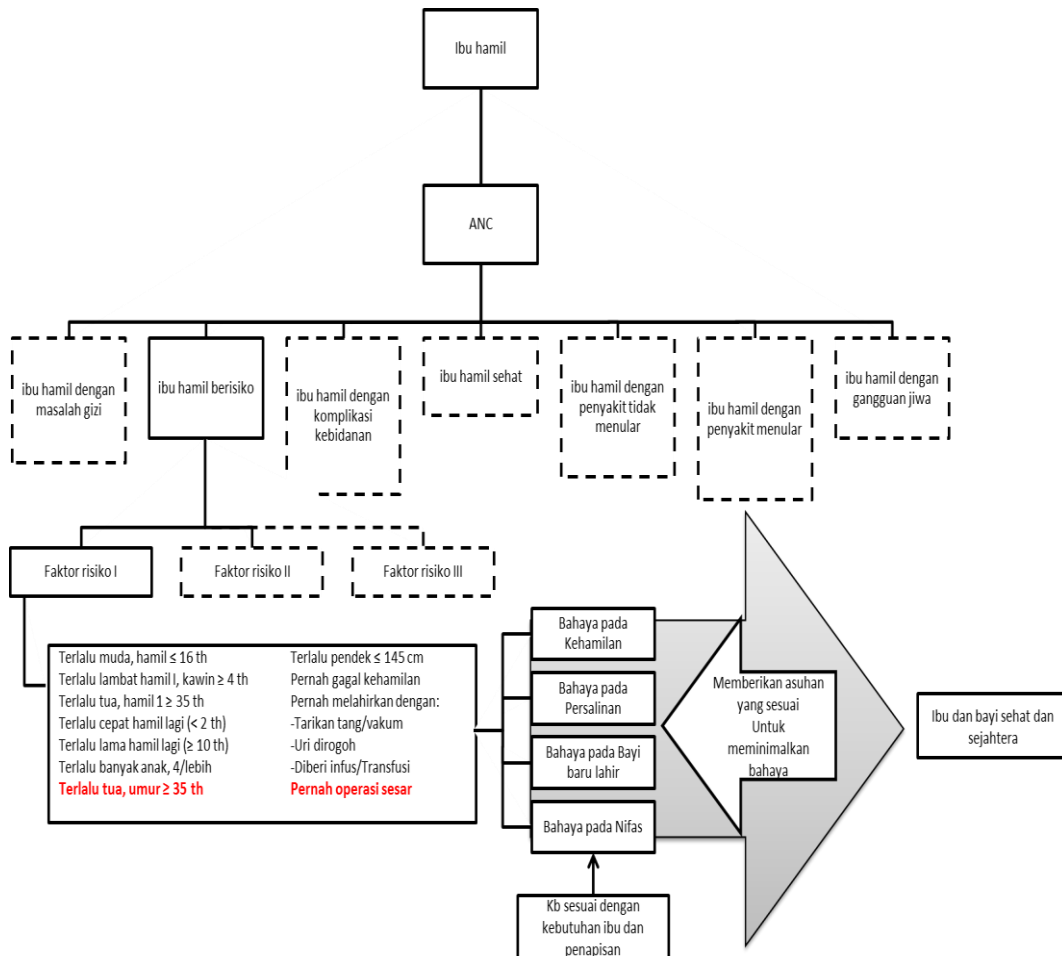 Ibu hamil
ANC
ibu hamil dengan
masalah gizi
ibu hamil berisiko
ibu hamil dengan
komplikasi
kebidanan
ibu hamil sehat
ibu hamil dengan
penyakit tidak
menular
ibu hamil dengan
penyakit menular
ibu hamil dengan
gangguan jiwa
Faktor risiko I
Faktor risiko II
Faktor risiko III
Terlalu muda, hamil ≤ 16 th
Terlalu lambat hamil I, kawin ≥ 4 th
Terlalu tua, hamil 1 ≥ 35 th
Terlalu cepat hamil lagi (< 2 th)
Terlalu lama hamil lagi (≥ 10 th)
Terlalu banyak anak, 4/lebih
Terlalu tua, umur ≥ 35 th
Terlalu pendek ≤ 145 cm
Pernah gagal kehamilan
Pernah melahirkan dengan:
-Tarikan tang/vakum
-Uri dirogoh
-Diberi infus/Transfusi
Pernah operasi sesar
Bahaya pada
Kehamilan
Bahaya pada
Persalinan
Bahaya pada Bayi
baru lahir
Bahaya pada Nifas
Kb sesuai dengan
kebutuhan ibu dan
penapisan
Memberikan asuhan
yang sesuai
Untuk
meminimalkan
bahaya
Ibu dan bayi sehat dan
sejahtera